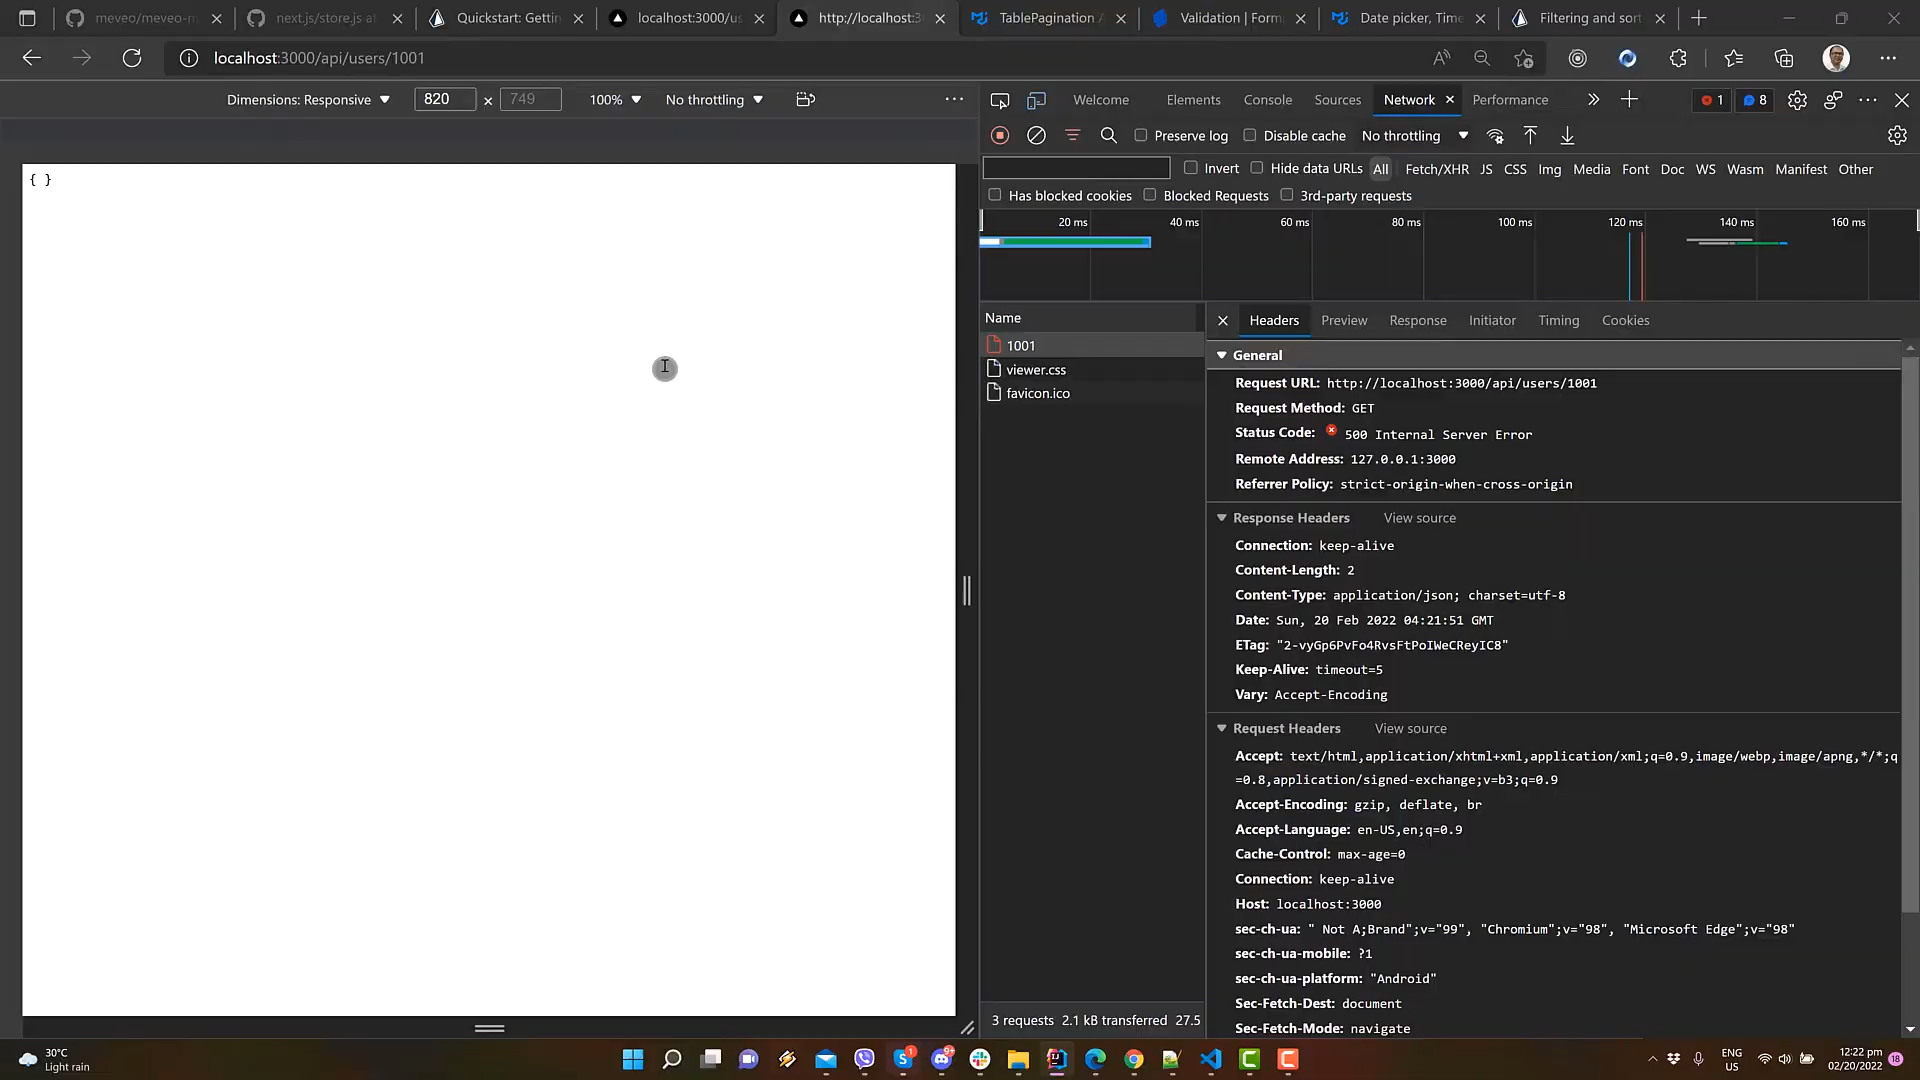 meveo/meveo-m
next.js/store.js at
Quickstart: Gettin
localhost:3000/us
http://localhost:3
TablePagination A
Validation | Form
Date picker, Time
Filtering and sort
localhost:3000/api/users/1001
Dimensions: Responsive
820
×
749
100%
No throttling
Welcome
Elements
Console
Sources
Network
Performance
1
8
Preserve log
Disable cache
No throttling
Invert
Hide data URLs
All
Fetch/XHR
JS
CSS
Img
Media
Font
Doc
WS
Wasm
Manifest
Other
Has blocked cookies
Blocked Requests
3rd-party requests
20 ms
40 ms
60 ms
80 ms
100 ms
120 ms
140 ms
160 ms
{ }
Name
1001
viewer.css
favicon.ico
3 requests 2.1 kB transferred 27.5
Headers
Preview
Response
Initiator
Timing
Cookies
General
Request URL: http://localhost:3000/api/users/1001
Request Method: GET
Status Code: 500 Internal Server Error
Remote Address: 127.0.0.1:3000
Referrer Policy: strict-origin-when-cross-origin
Response Headers View source
Connection: keep-alive
Content-Length: 2
Content-Type: application/json; charset=utf-8
Date: Sun, 20 Feb 2022 04:21:51 GMT
ETag: "2-vyGp6PvFo4RvsFtPoIWeCReyIC8"
Keep-Alive: timeout=5
Vary: Accept-Encoding
Request Headers View source
Accept: text/html,application/xhtml+xml,application/xml;q=0.9,image/webp,image/apng,*/*;q
=0.8,application/signed-exchange;v=b3;q=0.9
Accept-Encoding: gzip, deflate, br
Accept-Language: en-US,en;q=0.9
Cache-Control: max-age=0
Connection: keep-alive
Host: localhost:3000
sec-ch-ua: " Not A;Brand";v="99", "Chromium";v="98", "Microsoft Edge";v="98"
sec-ch-ua-mobile: ?1
sec-ch-ua-platform: "Android"
Sec-Fetch-Dest: document
Sec-Fetch-Mode: navigate
30°C
Light rain
ENG
US
12:22 pm
02/20/2022
18